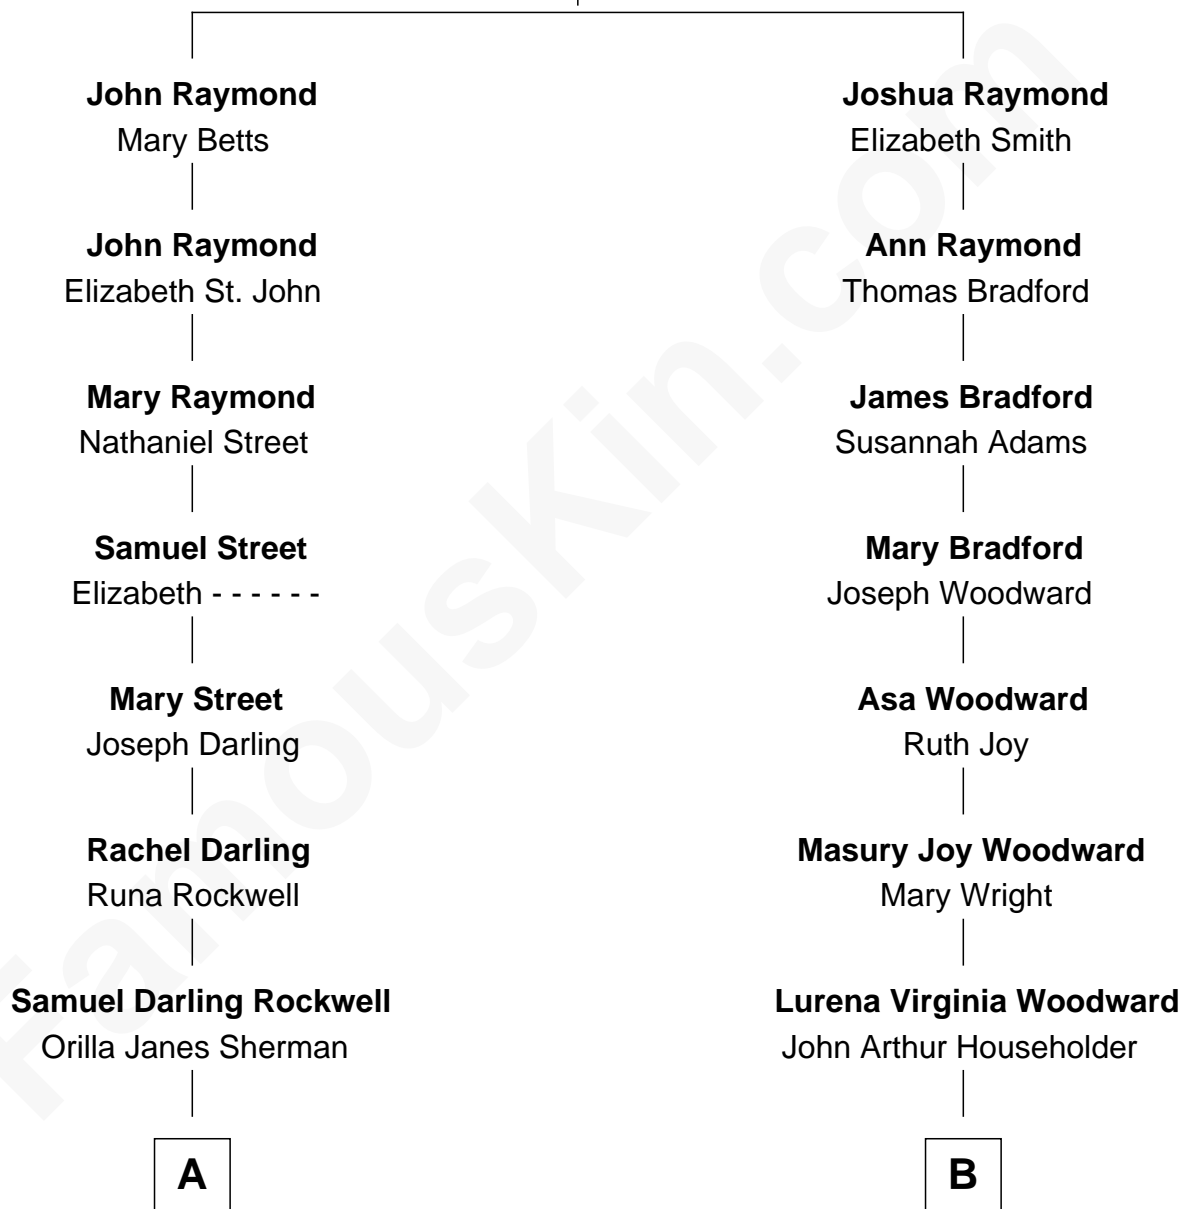 John Raymond
Mary Betts
John Raymond
Elizabeth St. John
Mary Raymond
Nathaniel Street
Samuel Street
Elizabeth - - - - - -
Mary Street
Joseph Darling
Rachel Darling
Runa Rockwell
Samuel Darling Rockwell
Orilla Janes Sherman
A
Joshua Raymond
Elizabeth Smith
Ann Raymond
Thomas Bradford
James Bradford
Susannah Adams
Mary Bradford
Joseph Woodward
Asa Woodward
Ruth Joy
Masury Joy Woodward
Mary Wright
Lurena Virginia Woodward
John Arthur Householder
B
FamousKin.com